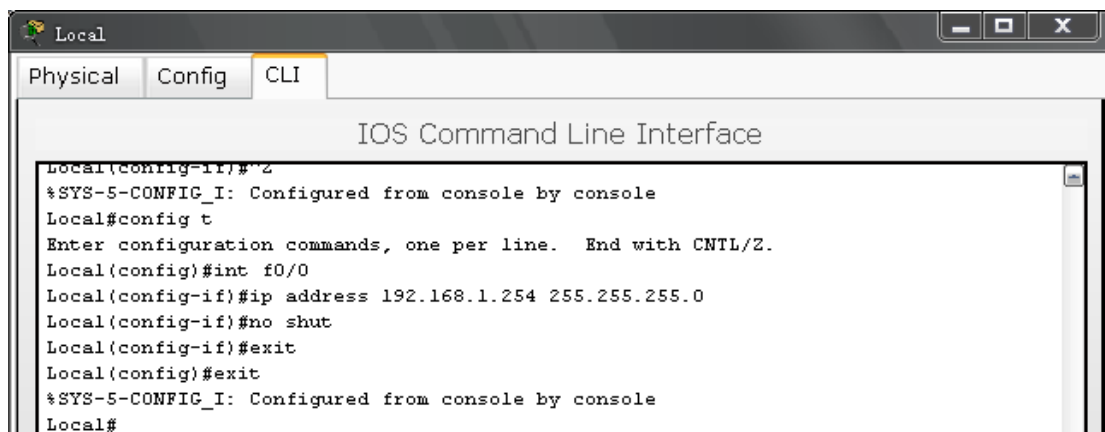 Local
Physical Config CLI
IOS Command Line Interface
Local(config-if)#^Z
%SYS-5-CONFIG_I: Configured from console by console
Local#config t
Enter configuration commands, one per line.  End with CNTL/Z.
Local(config)#int f0/0
Local(config-if)#ip address 192.168.1.254 255.255.255.0
Local(config-if)#no shut
Local(config-if)#exit
Local(config)#exit
%SYS-5-CONFIG_I: Configured from console by console
Local#